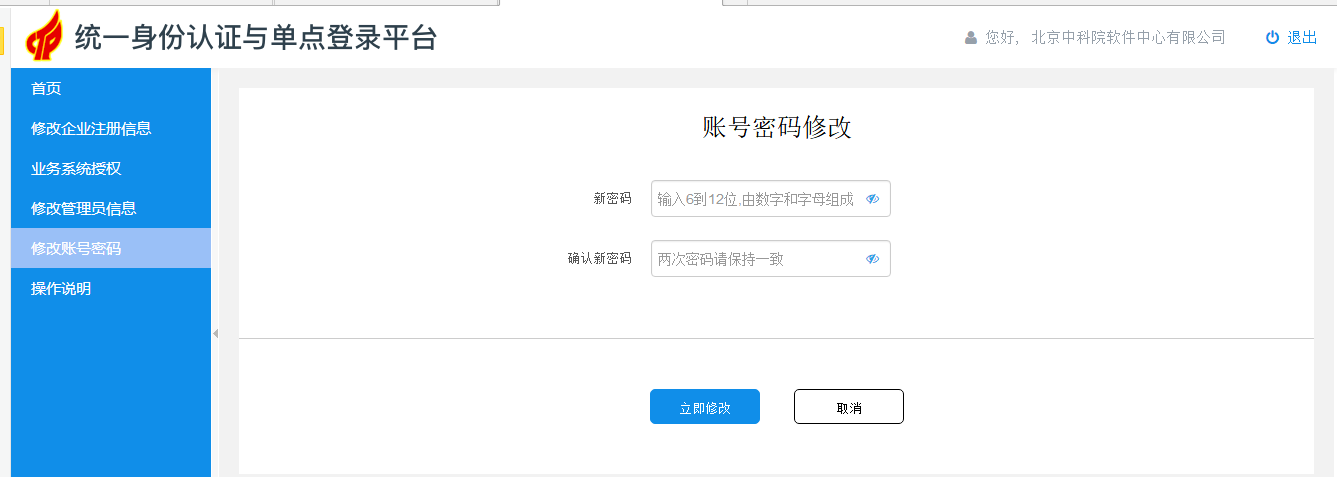 统一身份认证与单点登录平台
您好, 北京中科院软件中心有限公司
退出
首页
修改企业注册信息
业务系统授权
修改管理员信息
修改账号密码
操作说明
账号密码修改
新密码
输入6到12位,由数字和字母组成
确认新密码
两次密码请保持一致
立即修改
取消